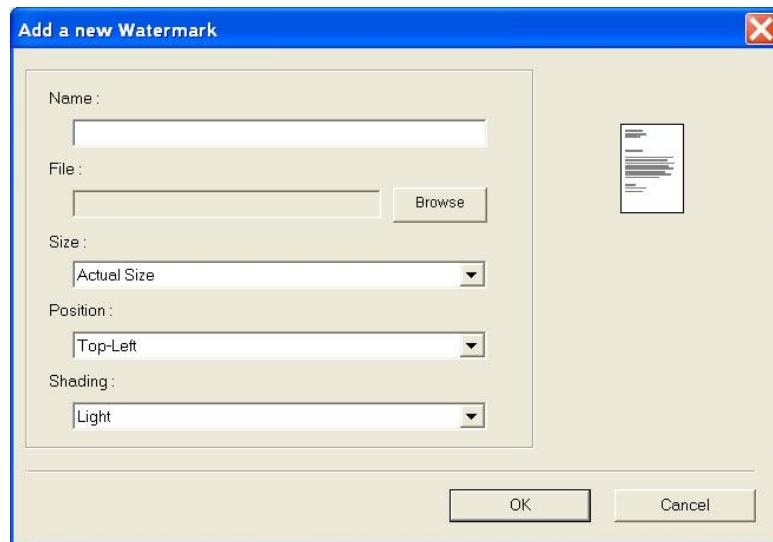 Add a new Watermark
Name :
File :
Browse
Size :
Actual Size
Position :
Top-Left
Shading :
Light
OK
Cancel